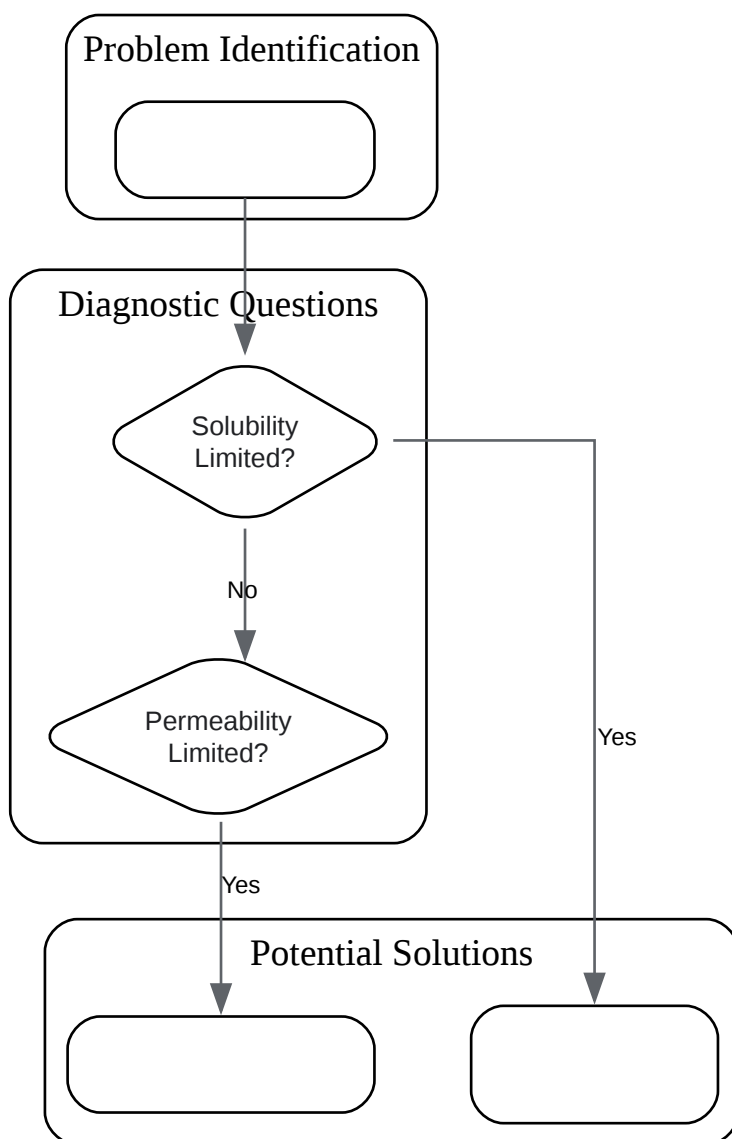 Problem Identification
Diagnostic Questions
Solubility
Limited?
No
Permeability
Limited?
Yes
Yes
Potential Solutions